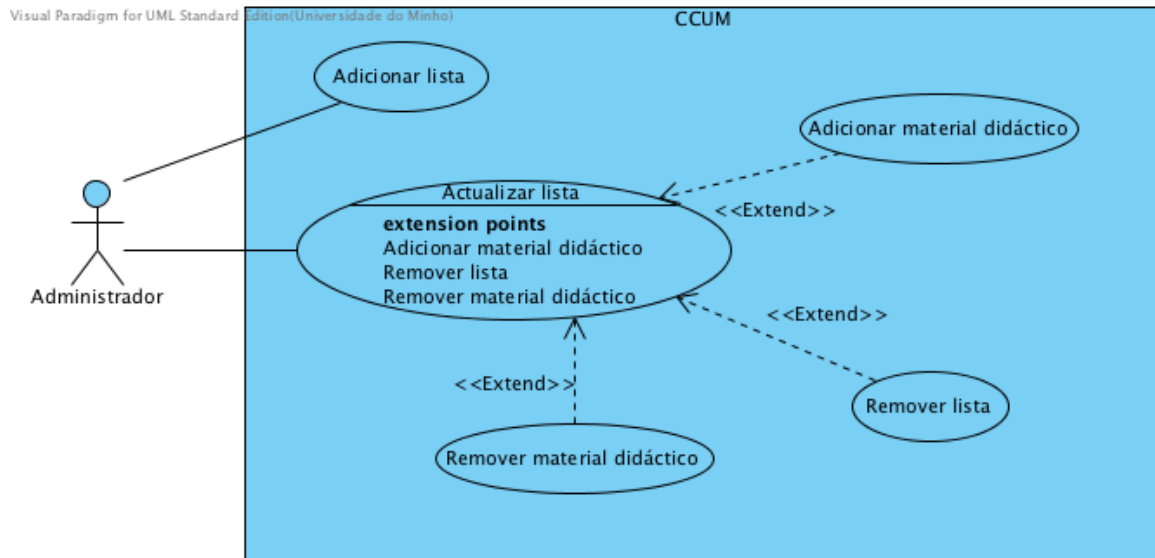 Visual Paradigm for UML Standard Edition(Universidade do Minho)
CCUM
Adicionar lista
Adicionar material didáctico
Actualizar lista
<<Extend>>
extension points
Adicionar material didáctico
Remover lista
Remover material didáctico
Administrador
<<Extend>>
<<Extend>>
Remover lista
Remover material didáctico